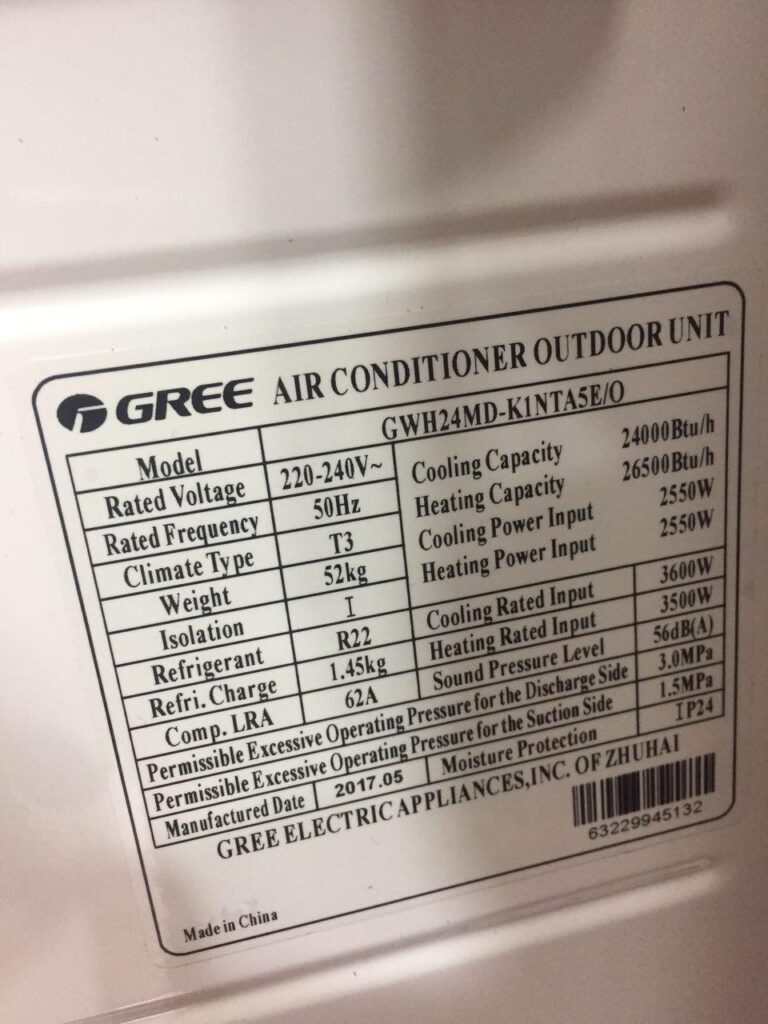 GREE AIR CONDITIONER OUTDOOR UNIT
Model GWH24MD-K1NTA5E/O
Rated Voltage 220-240V~ Cooling Capacity 24000Btu/h
Rated Frequency 50Hz Heating Capacity 26500Btu/h
Climate Type T3 Cooling Power Input 2550W
Weight 52kg Heating Power Input 2550W
Isolation I Cooling Rated Input 3600W
Refrigerant R22 Heating Rated Input 3500W
Refri. Charge 1.45kg Sound Pressure Level 56dB(A)
Comp. LRA 62A
Permissible Excessive Operating Pressure for the Discharge Side 3.0MPa
Permissible Excessive Operating Pressure for the Suction Side 1.5MPa
Manufactured Date 2017.05 Moisture Protection IP24
GREE ELECTRIC APPLIANCES,INC. OF ZHUHAI
63229945132
Made in China